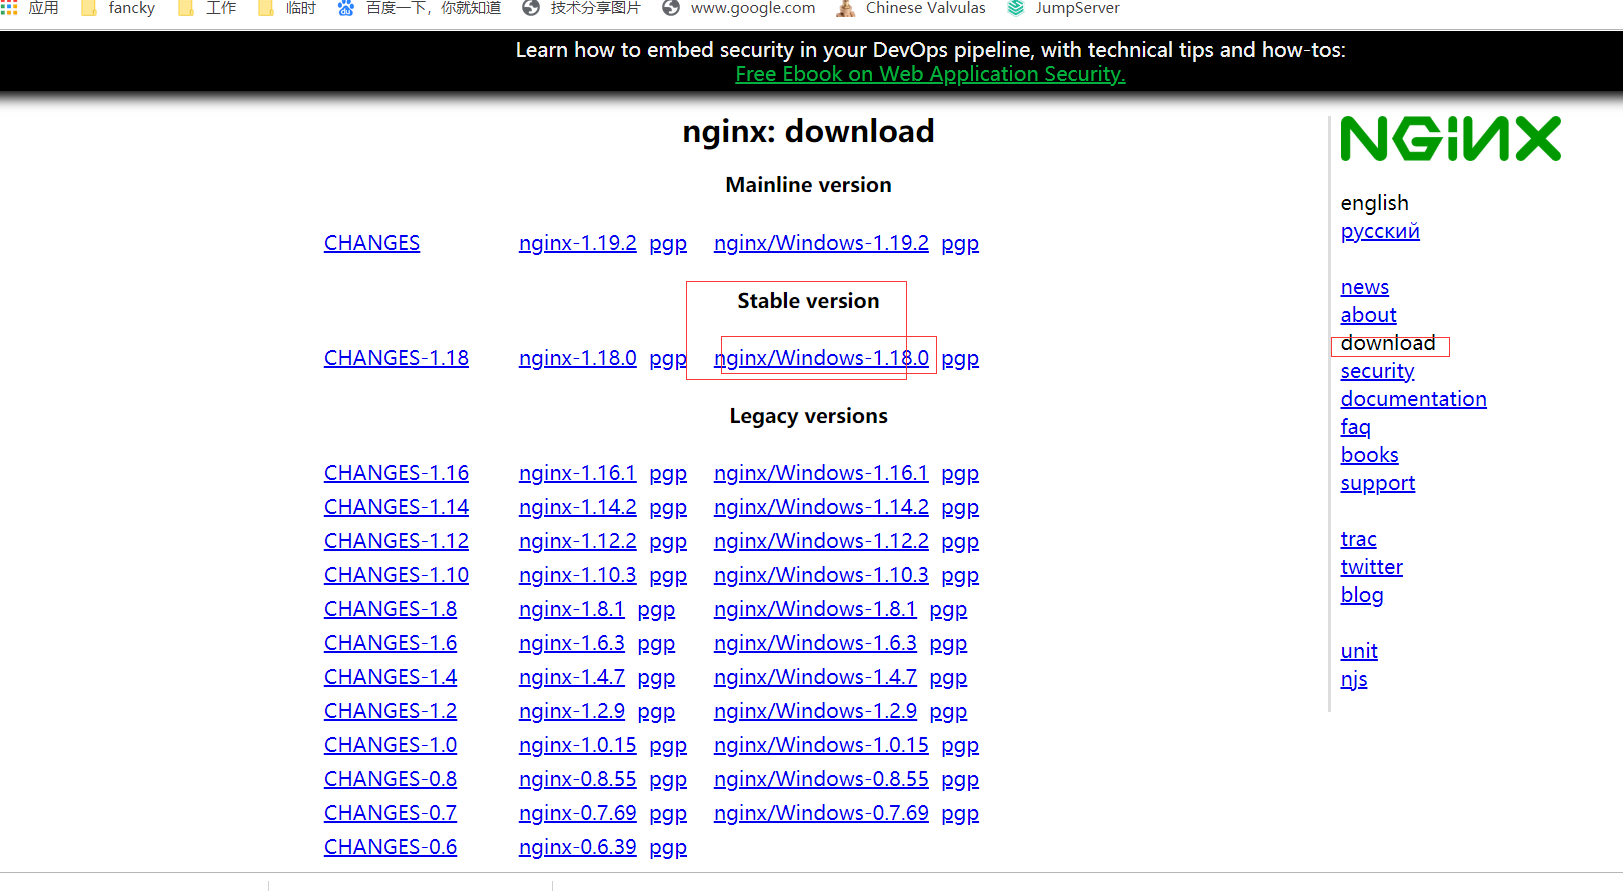 应用 fancky 工作 临时 百度一下，你就知道 技术分享图片 www.google.com Chinese Valvulas JumpServer
Learn how to embed security in your DevOps pipeline, with technical tips and how-tos:
Free Ebook on Web Application Security.
nginx: download
Mainline version
CHANGES nginx-1.19.2 pgp nginx/Windows-1.19.2 pgp
Stable version
CHANGES-1.18 nginx-1.18.0 pgp nginx/Windows-1.18.0 pgp
Legacy versions
CHANGES-1.16 nginx-1.16.1 pgp nginx/Windows-1.16.1 pgp
CHANGES-1.14 nginx-1.14.2 pgp nginx/Windows-1.14.2 pgp
CHANGES-1.12 nginx-1.12.2 pgp nginx/Windows-1.12.2 pgp
CHANGES-1.10 nginx-1.10.3 pgp nginx/Windows-1.10.3 pgp
CHANGES-1.8 nginx-1.8.1 pgp nginx/Windows-1.8.1 pgp
CHANGES-1.6 nginx-1.6.3 pgp nginx/Windows-1.6.3 pgp
CHANGES-1.4 nginx-1.4.7 pgp nginx/Windows-1.4.7 pgp
CHANGES-1.2 nginx-1.2.9 pgp nginx/Windows-1.2.9 pgp
CHANGES-1.0 nginx-1.0.15 pgp nginx/Windows-1.0.15 pgp
CHANGES-0.8 nginx-0.8.55 pgp nginx/Windows-0.8.55 pgp
CHANGES-0.7 nginx-0.7.69 pgp nginx/Windows-0.7.69 pgp
CHANGES-0.6 nginx-0.6.39 pgp
NGINX
english
русский
news
about
download
security
documentation
faq
books
support
trac
twitter
blog
unit
njs